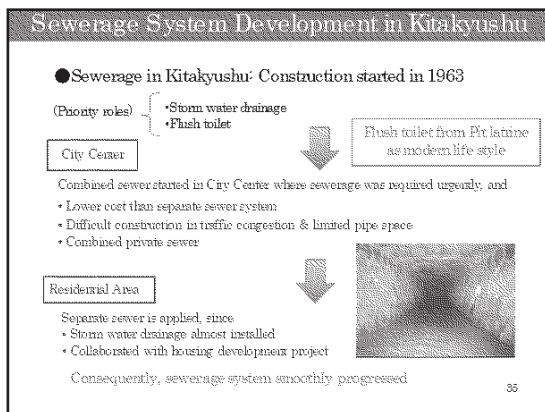 Sewerage System Development in Kitakyushu
●Sewerage in Kitakyushu: Construction started in 1963
(Priority roles)
•Storm water drainage
•Flush toilet
Flush toilet from Pit latrine
as modern life style
City Center
Combined sewer started in City Center where sewerage was required urgently, and
• Lower cost than separate sewer system
• Difficult construction in traffic congestion & limited pipe space
• Combined private sewer
Residential Area
Separate sewer is applied, since
• Storm water drainage almost installed
• Collaborated with housing development project
Consequently, sewerage system smoothly progressed
35